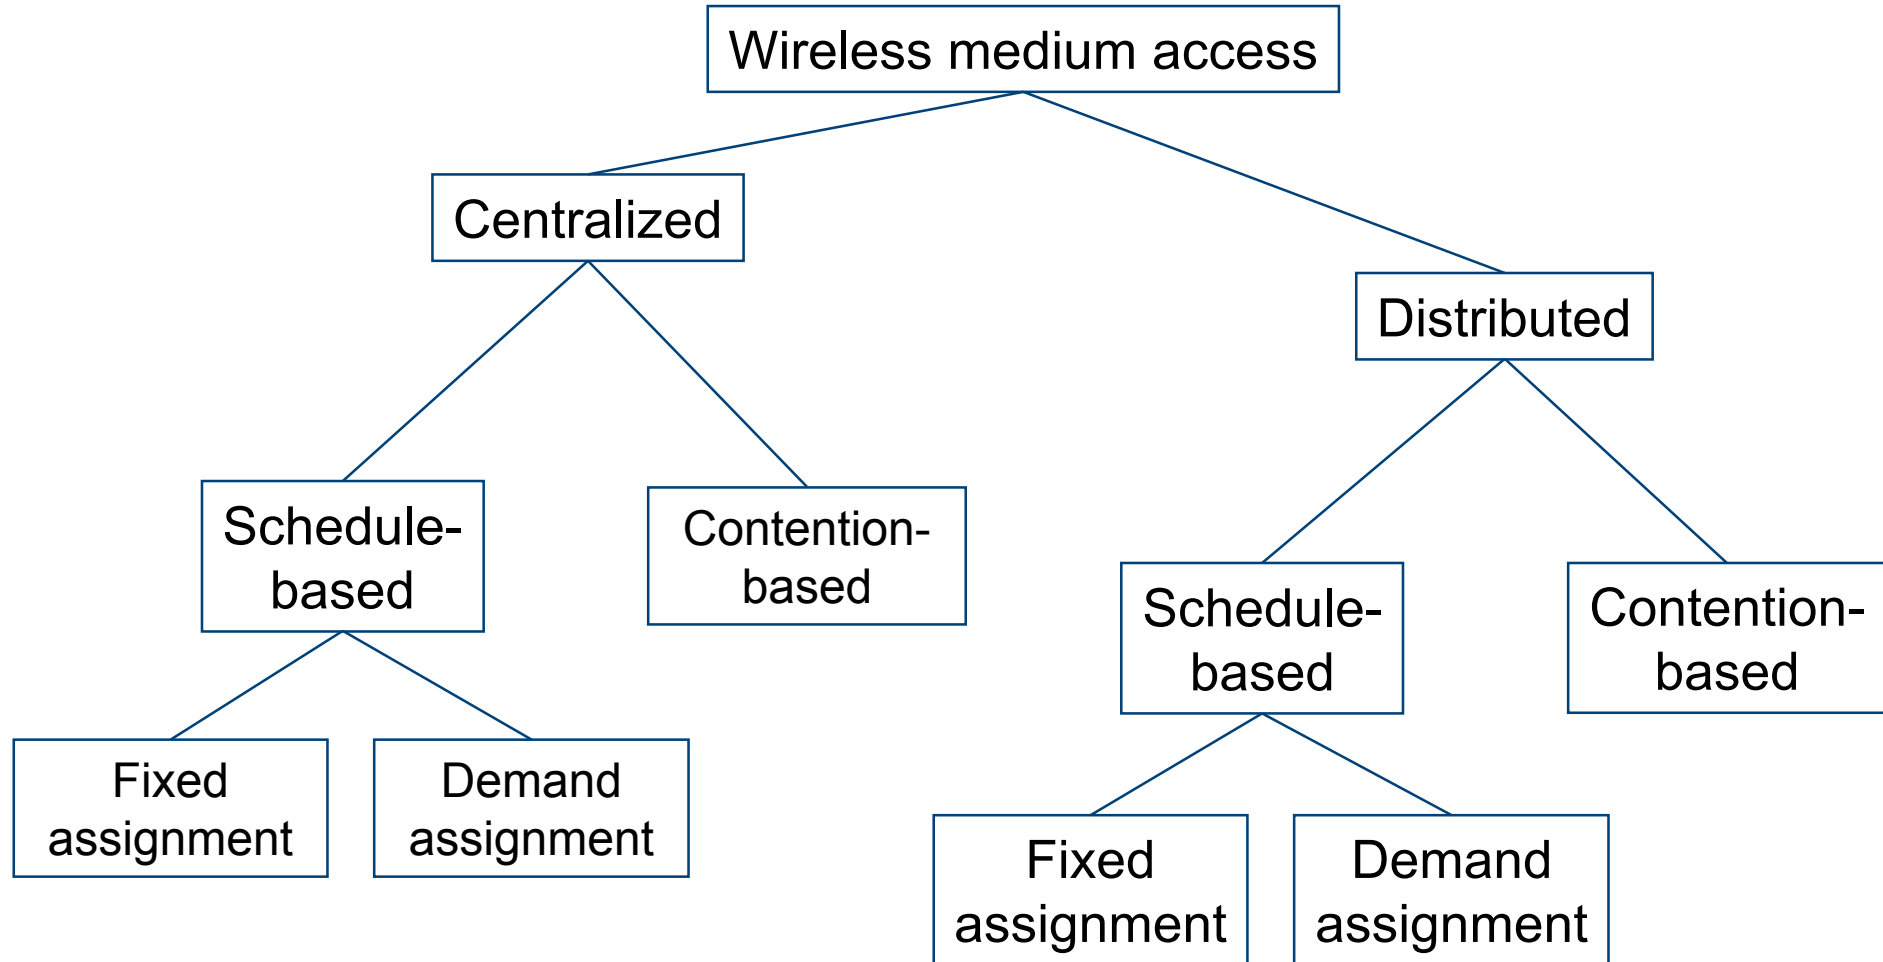 Wireless medium access
Centralized
Distributed
Schedule-
based
Contention-
based
Schedule-
based
Contention-
based
Fixed
assignment
Demand
assignment
Fixed
assignment
Demand
assignment